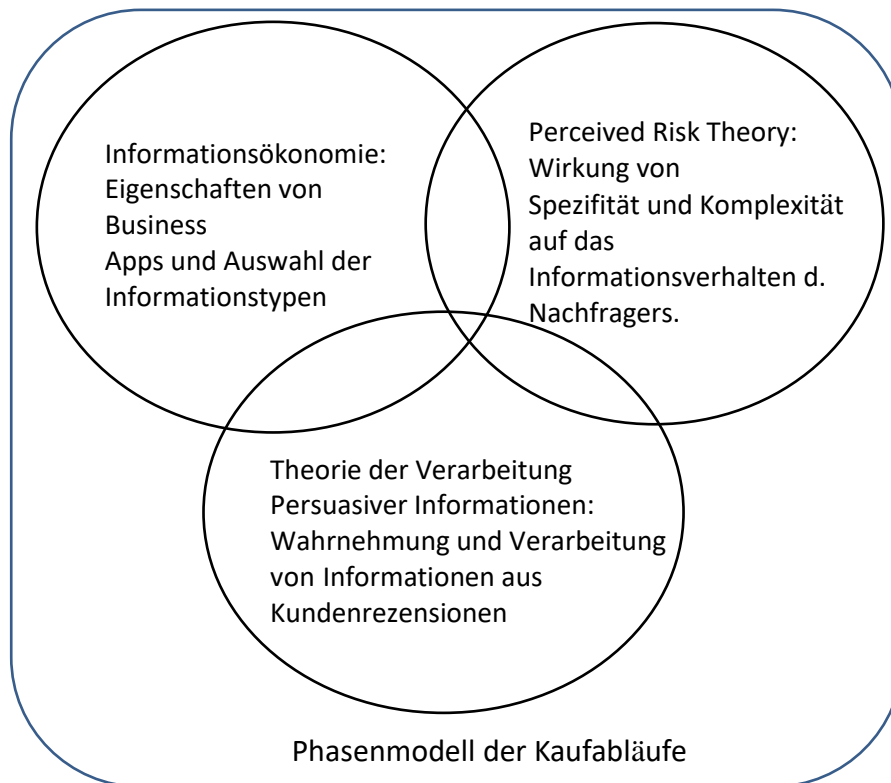 Informationsökonomie:
Eigenschaften von
Business
Apps und Auswahl der
Informationstypen
Perceived Risk Theory:
Wirkung von
Spezifität und Komplexität
auf das
Informationsverhalten d.
Nachfragers.
Theorie der Verarbeitung
Persuasiver Informationen:
Wahrnehmung und Verarbeitung
von Informationen aus
Kundenrezensionen
Phasenmodell der Kaufabläufe